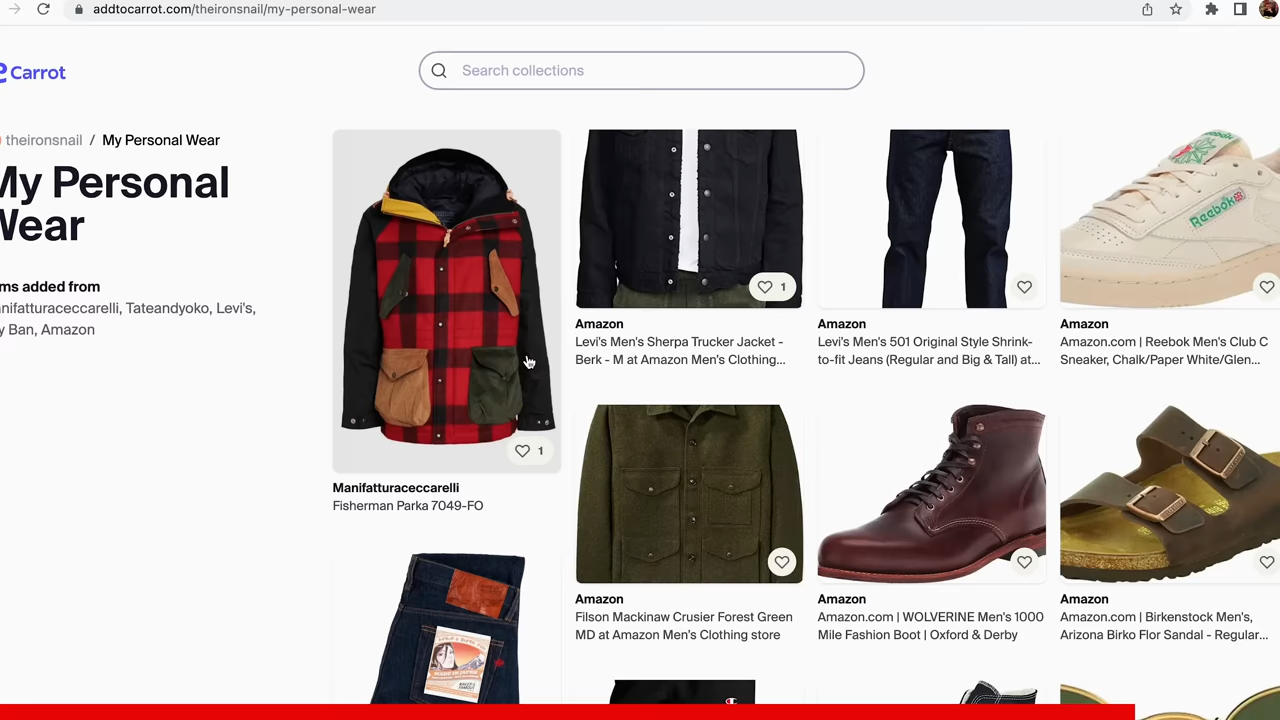 addtocarrot.com/theironsnail/my-personal-wear
Carrot
Search collections
theironsnail / My Personal Wear
My Personal
Wear
ms added from
nifatturaceccarelli, Tateandyoko, Levi's,
y Ban, Amazon
1
Manifatturaceccarelli
Fisherman Parka 7049-FO
1
Amazon
Levi's Men's Sherpa Trucker Jacket -
Berk - M at Amazon Men's Clothing...
Amazon
Levi's Men's 501 Original Style Shrink-
to-fit Jeans (Regular and Big & Tall) at...
Reebok
Reebok
Amazon
Amazon.com | Reebok Men's Club C
Sneaker, Chalk/Paper White/Glen...
Amazon
Filson Mackinaw Crusier Forest Green
MD at Amazon Men's Clothing store
Amazon
Amazon.com | WOLVERINE Men's 1000
Mile Fashion Boot | Oxford & Derby
Amazon
Amazon.com | Birkenstock Men's,
Arizona Birko Flor Sandal - Regular...